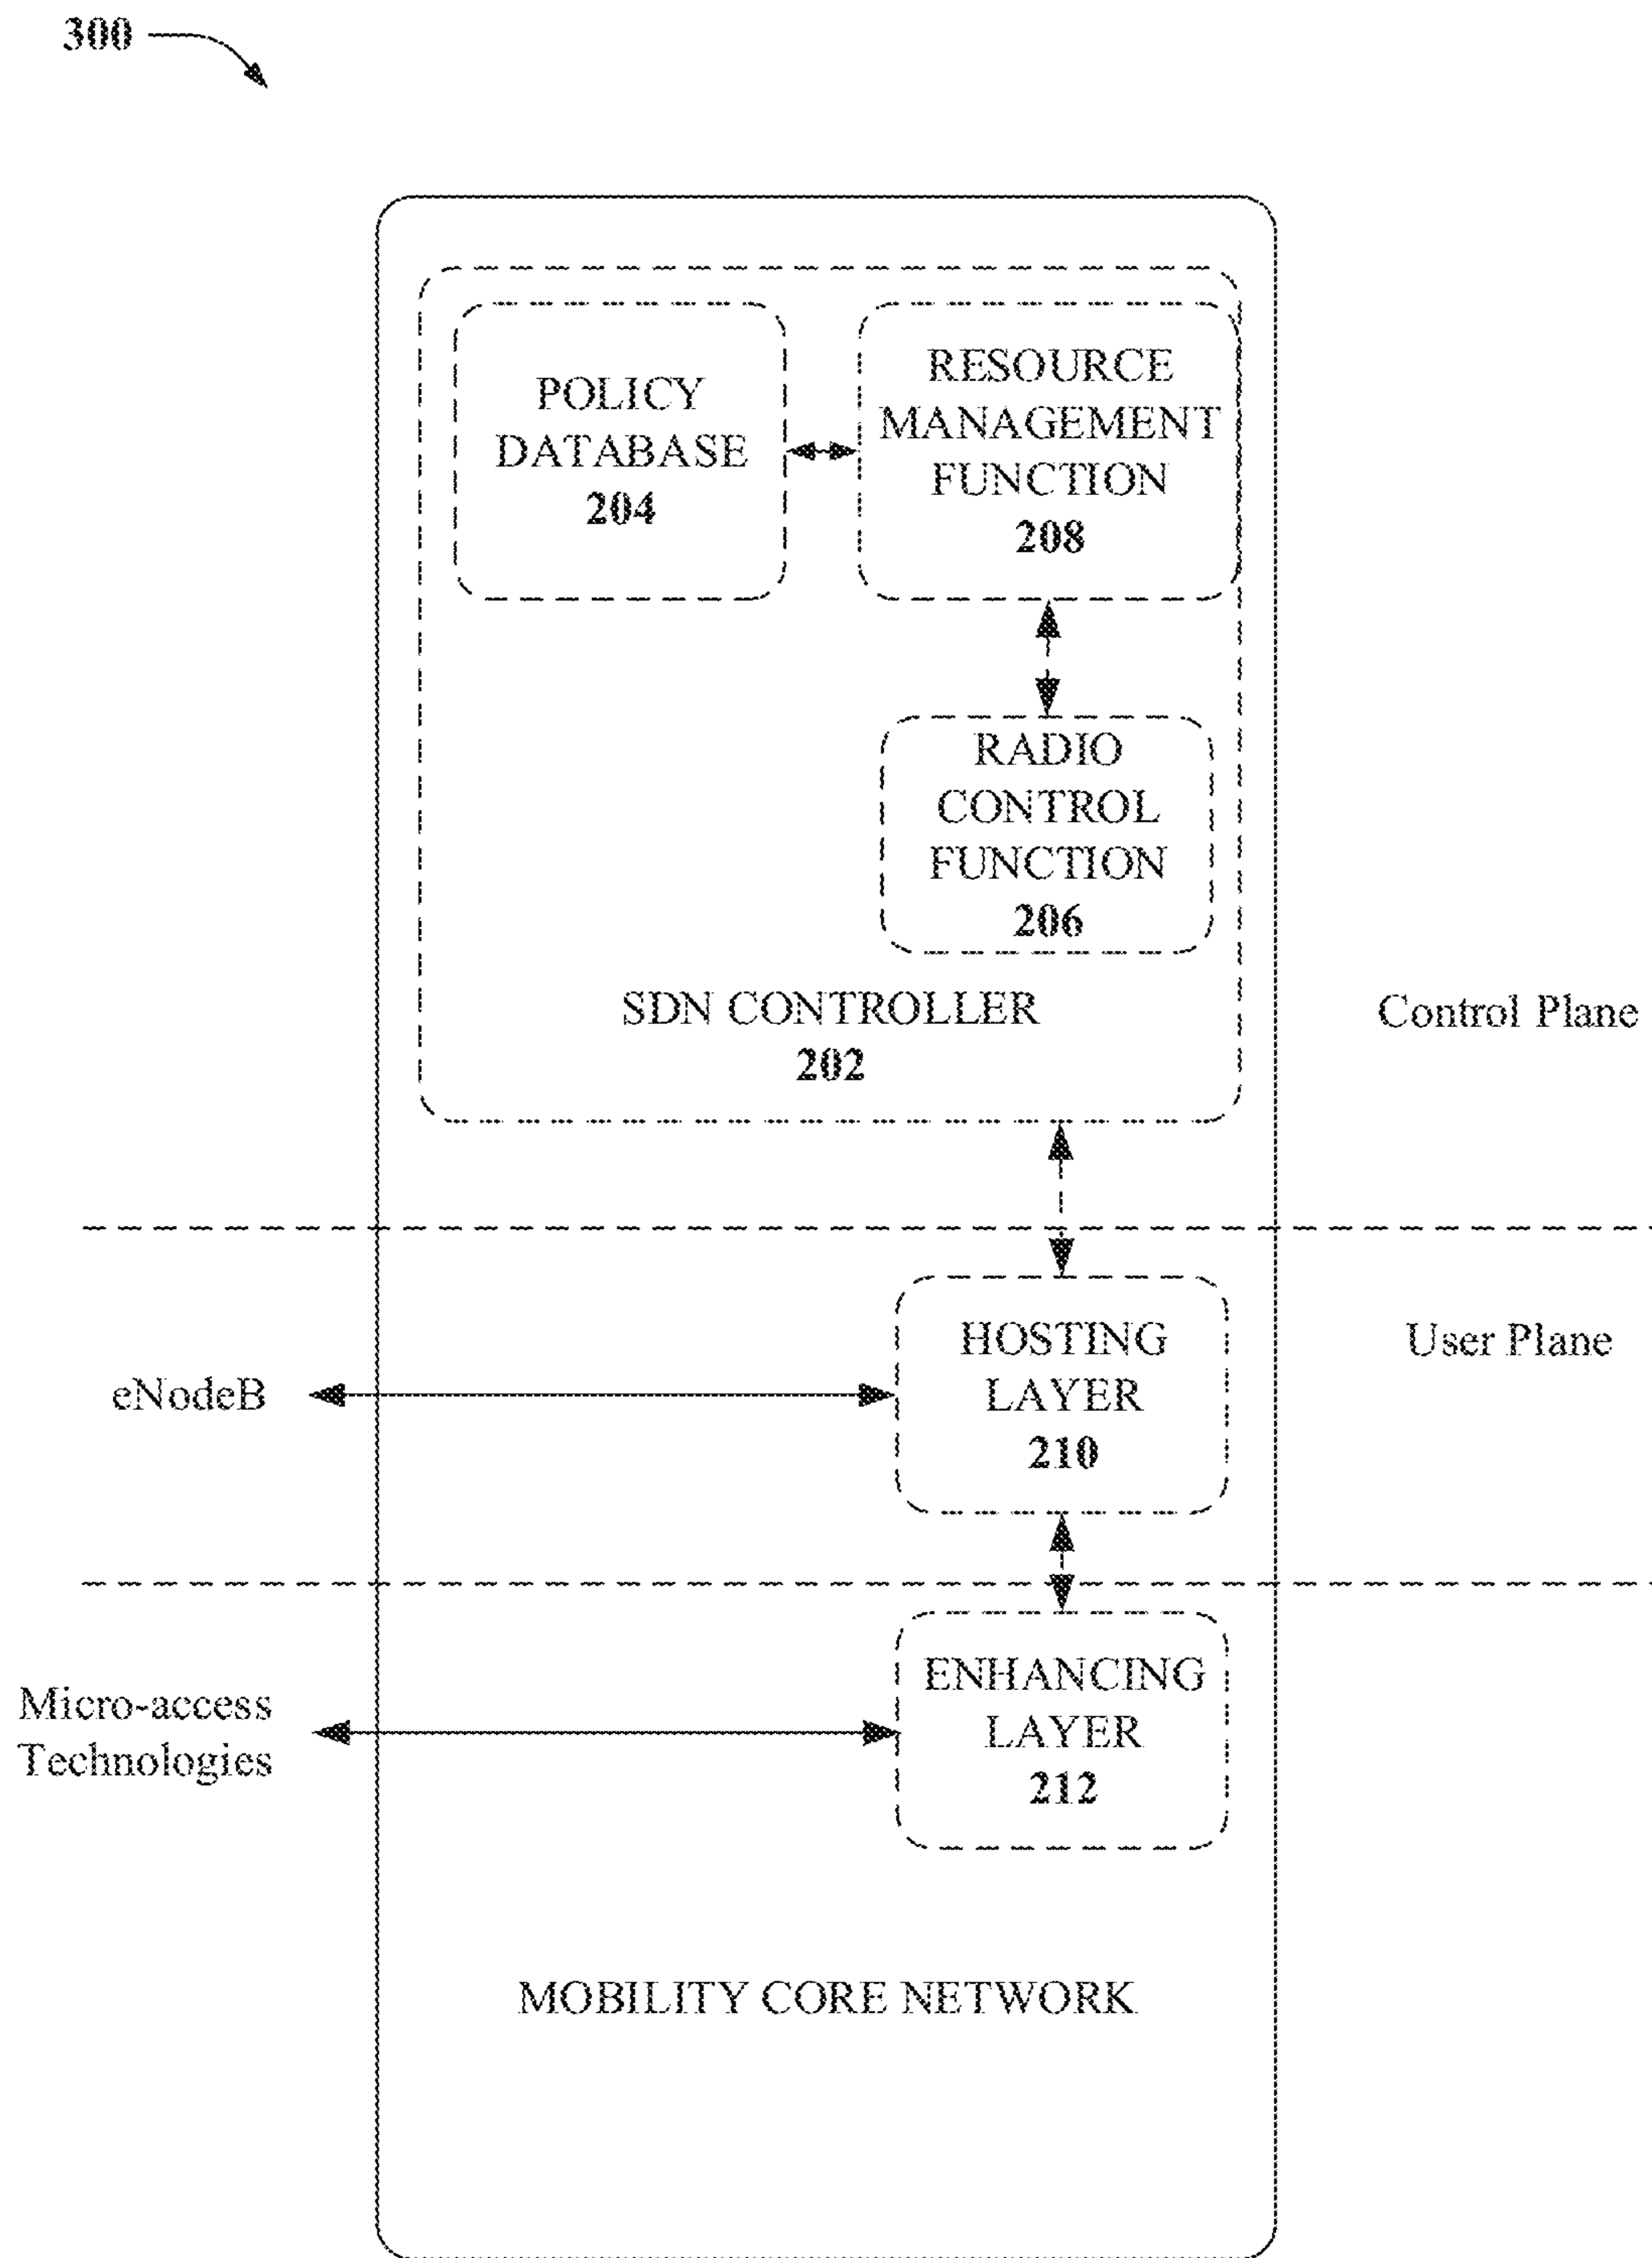 300
POLICY
DATABASE
204
RESOURCE
MANAGEMENT
FUNCTION
208
RADIO
CONTROL
FUNCTION
206
SDN CONTROLLER
202
Control Plane
HOSTING
LAYER
210
User Plane
eNodeB
ENHANCING
LAYER
212
Micro-access
Technologies
MOBILITY CORE NETWORK